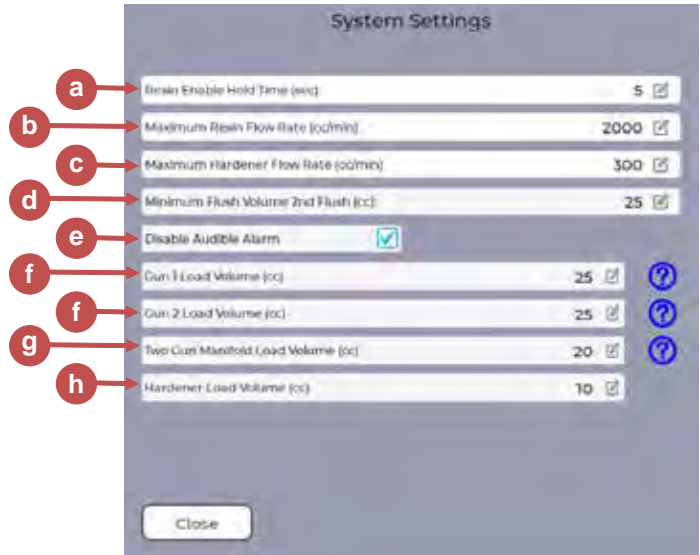 System Settings
a Resin Enable Hold Time (sec) 5
b Maximum Resin Flow Rate (cc/min) 2000
c Maximum Hardener Flow Rate (cc/min) 300
d Minimum Flush Volume 2nd Flush (cc) 25
e Disable Audible Alarm
f Gun 1 Load Volume (cc) 25 ?
f Gun 2 Load Volume (cc) 25 ?
g Two Gun Manifold Load Volume (cc) 20 ?
h Hardener Load Volume (cc) 10
Close